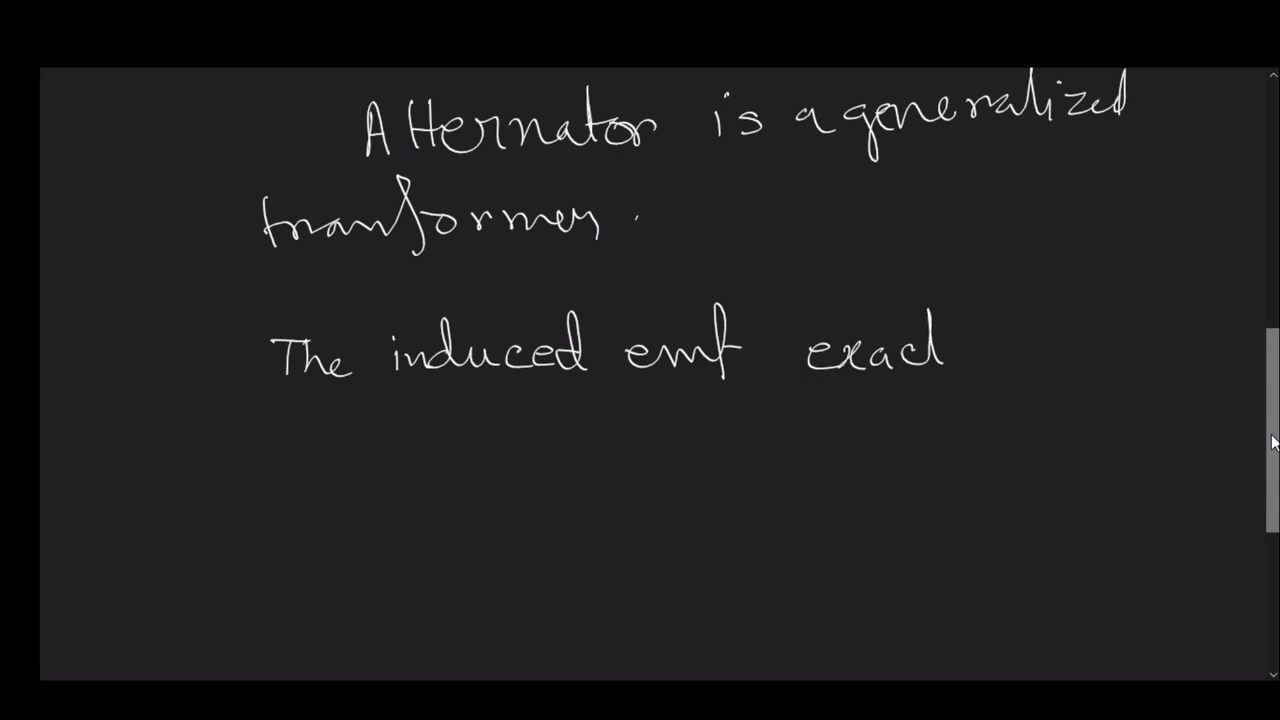 Alternator is a generalized
tranformer.
The induced emf exact